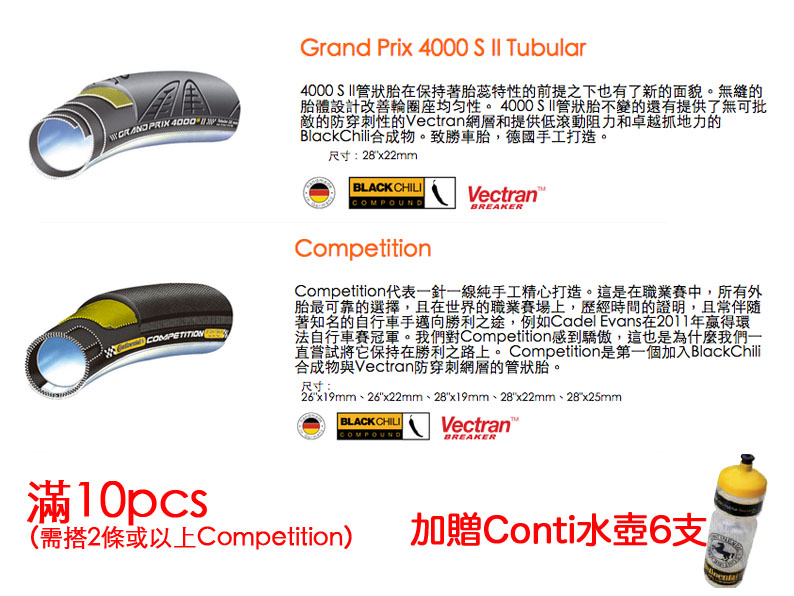 Grand Prix 4000 S II Tubular
4000 S II管狀胎在保持著胎蕊特性的前提之下也有了新的面貌。無縫的
胎體設計改善輪圈座均勻性。 4000 S II管狀胎不變的還有提供了無可批
敵的防穿刺性的Vectran網層和提供低滾動阻力和卓越抓地力的
BlackChili合成物。致勝車胎，德國手工打造。
尺寸：28"x22mm
GRAND PRIX 4000 S II
BLACK CHILI
COMPOUND
Vectran™
BREAKER
Competition
Competition代表一針一線純手工精心打造。這是在職業賽中，所有外
胎最可靠的選擇，且在世界的職業賽場上，歷經時間的證明，且常伴隨
著知名的自行車手邁向勝利之途，例如Cadel Evans在2011年贏得環
法自行車賽冠軍。我們對Competition感到驕傲，這也是為什麼我們一
直嘗試將它保持在勝利之路上。 Competition是第一個加入BlackChili
合成物與Vectran防穿刺網層的管狀胎。
尺寸：
26"x19mm、26"x22mm、28"x19mm、28"x22mm、28"x25mm
Continental
COMPETITION
BLACK CHILI
COMPOUND
Vectran™
BREAKER
滿10pcs
(需搭2條或以上Competition)
加贈Conti水壺6支
Continental